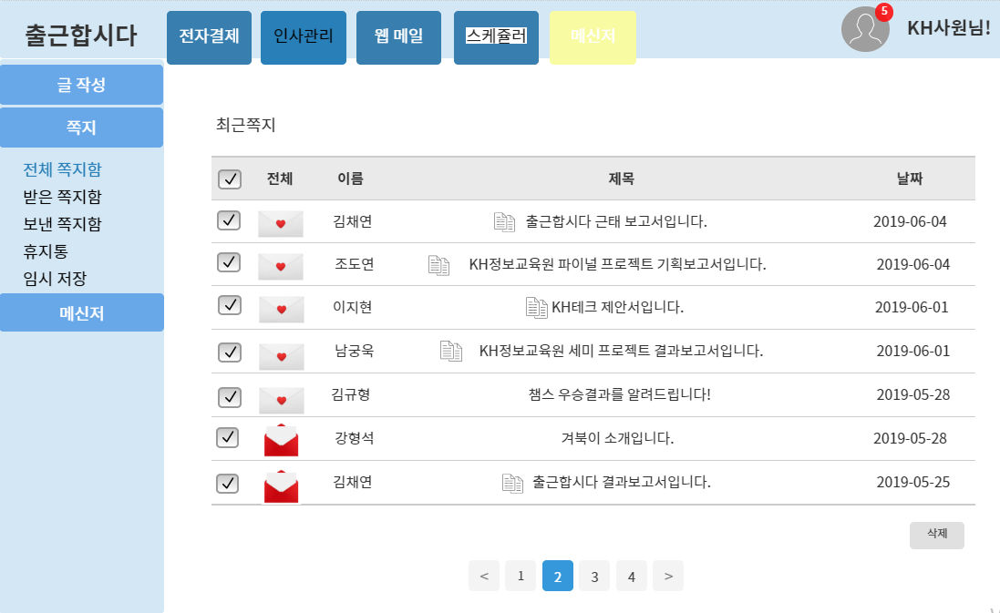 출근합시다 전자결제 인사관리 웹 메일 스케쥴러 메신저 5 KH사원님!
글 작성
쪽지
전체 쪽지함
받은 쪽지함
보낸 쪽지함
휴지통
임시 저장
메신저
최근쪽지
전체 이름 제목 날짜
김채연 출근합시다 근태 보고서입니다. 2019-06-04
조도연 KH정보교육원 파이널 프로젝트 기획보고서입니다. 2019-06-04
이지현 KH테크 제안서입니다. 2019-06-01
남궁욱 KH정보교육원 세미 프로젝트 결과보고서입니다. 2019-06-01
김규형 챔스 우승결과를 알려드립니다! 2019-05-28
강형석 겨북이 소개입니다. 2019-05-28
김채연 출근합시다 결과보고서입니다. 2019-05-25
삭제
< 1 2 3 4 >